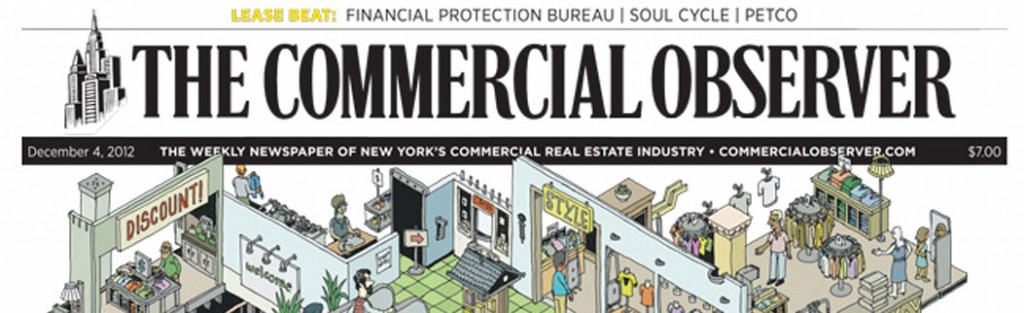 LEASE BEAT: FINANCIAL PROTECTION BUREAU | SOUL CYCLE | PETCO
THE COMMERCIAL OBSERVER
December 4, 2012 THE WEEKLY NEWSPAPER OF NEW YORK'S COMMERCIAL REAL ESTATE INDUSTRY • COMMERCIALOBSERVER.COM $7.00
DISCOUNT!
STYLE
welcome